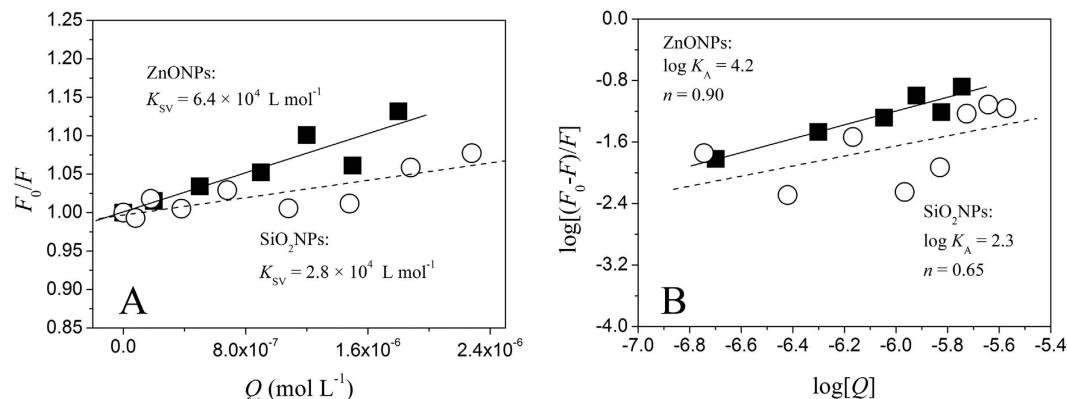 1.25
1.20
1.15
1.10
1.05
1.00
0.95
0.90
0.85
F₀/F
ZnONPs:
K_SV = 6.4 × 10⁴ L mol⁻¹
SiO₂NPs:
K_SV = 2.8 × 10⁴ L mol⁻¹
A
0.0 8.0x10⁻⁷ 1.6x10⁻⁶ 2.4x10⁻⁶
Q (mol L⁻¹)
0.0
-0.8
-1.6
-2.4
-3.2
-4.0
log[(F₀-F)/F]
ZnONPs:
log K_A = 4.2
n = 0.90
SiO₂NPs:
log K_A = 2.3
n = 0.65
B
-7.0 -6.8 -6.6 -6.4 -6.2 -6.0 -5.8 -5.6 -5.4
log[Q]